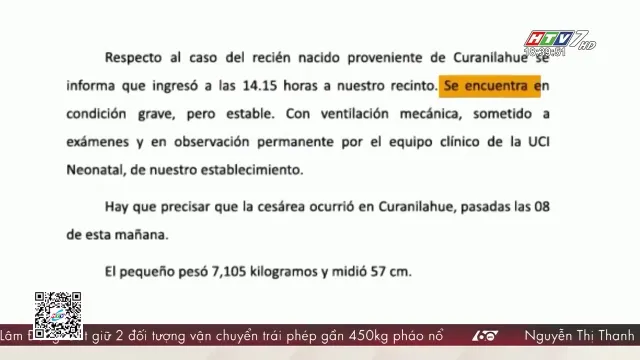 HTV7 HD
18:39:51
Respecto al caso del recién nacido proveniente de Curanilahue se
informa que ingresó a las 14.15 horas a nuestro recinto. Se encuentra en
condición grave, pero estable. Con ventilación mecánica, sometido a
exámenes y en observación permanente por el equipo clínico de la UCI
Neonatal, de nuestro establecimiento.
Hay que precisar que la cesárea ocurrió en Curanilahue, pasadas las 08
de esta mañana.
El pequeño pesó 7,105 kilogramos y midió 57 cm.
Lâm Đ t giữ 2 đối tượng vận chuyển trái phép gần 450kg pháo nổ 60 Nguyễn Thị Thanh